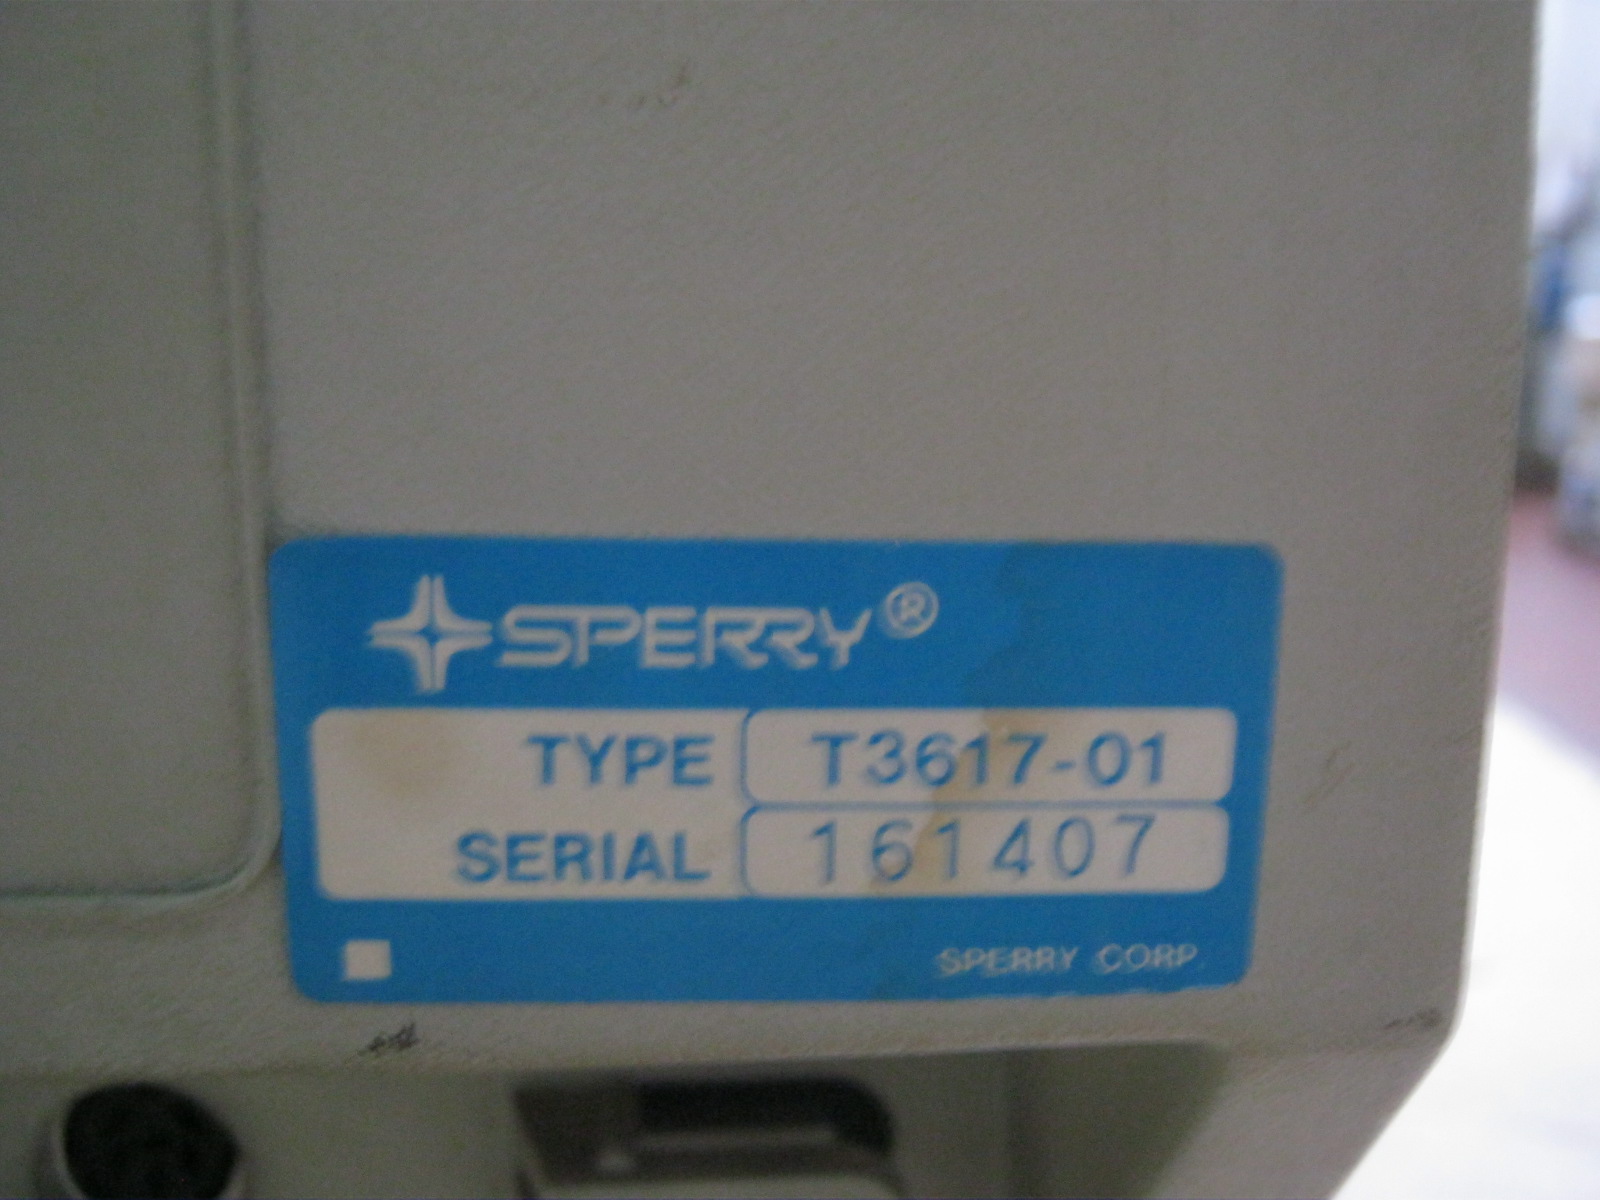 SPERRY®
TYPE T3617-01
SERIAL 161407
SPERRY CORP